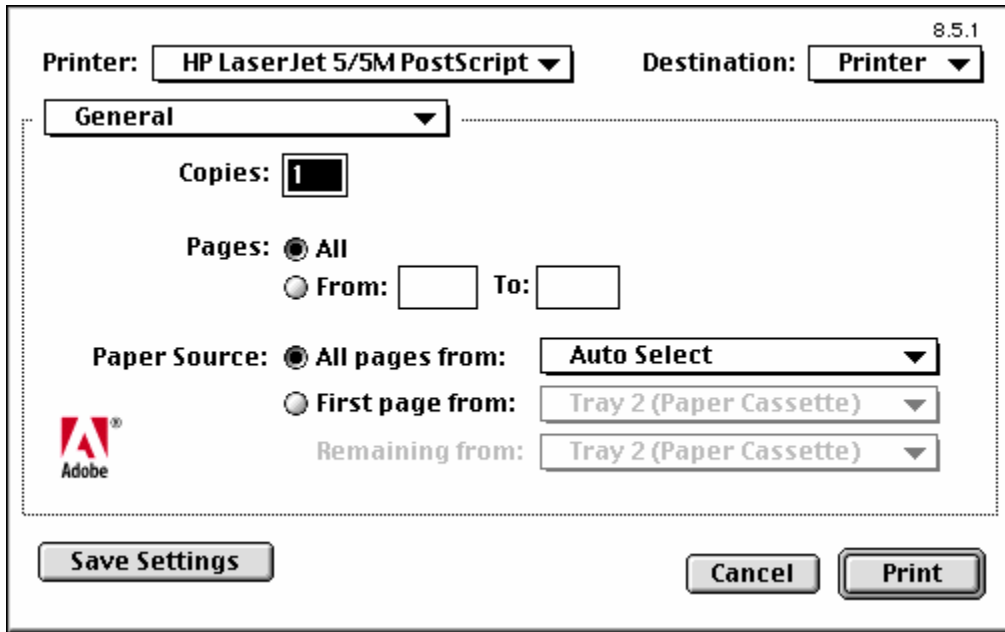 8.5.1
Printer: HP LaserJet 5/5M PostScript Destination: Printer
General
Copies: 1
Pages: All
From: To:
Paper Source: All pages from: Auto Select
First page from: Tray 2 (Paper Cassette)
Remaining from: Tray 2 (Paper Cassette)
®
Adobe
Save Settings
Cancel Print